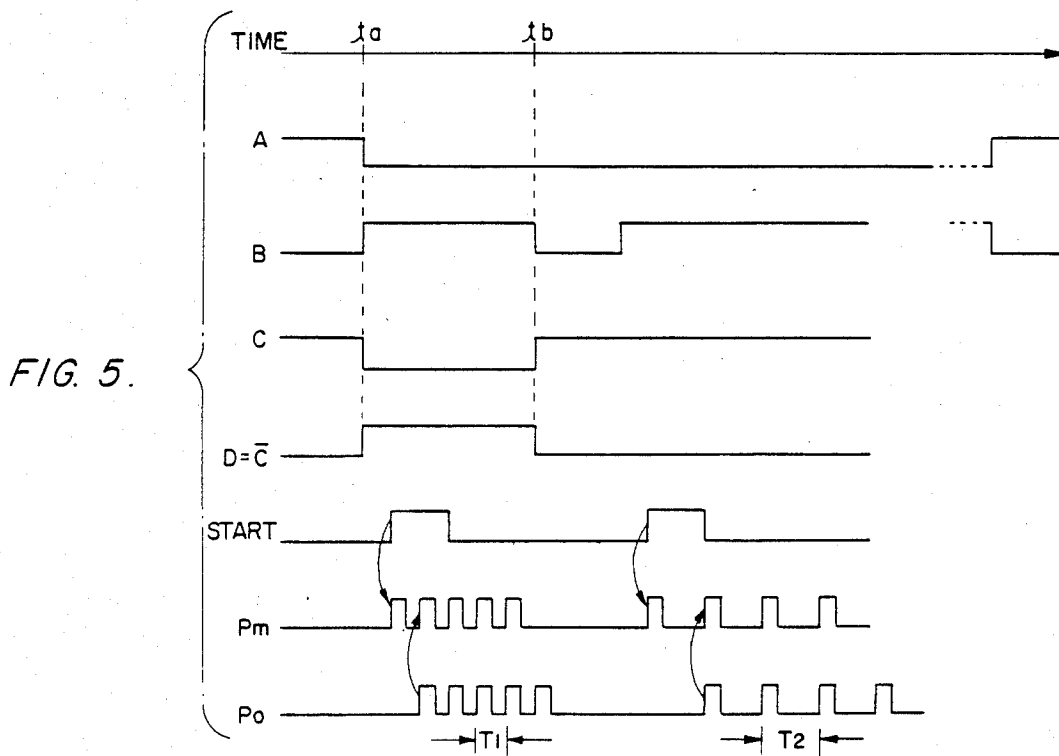 ta tb
TIME
A
B
C
FIG. 5.
D=C̅
START
Pm
Po
T1 T2